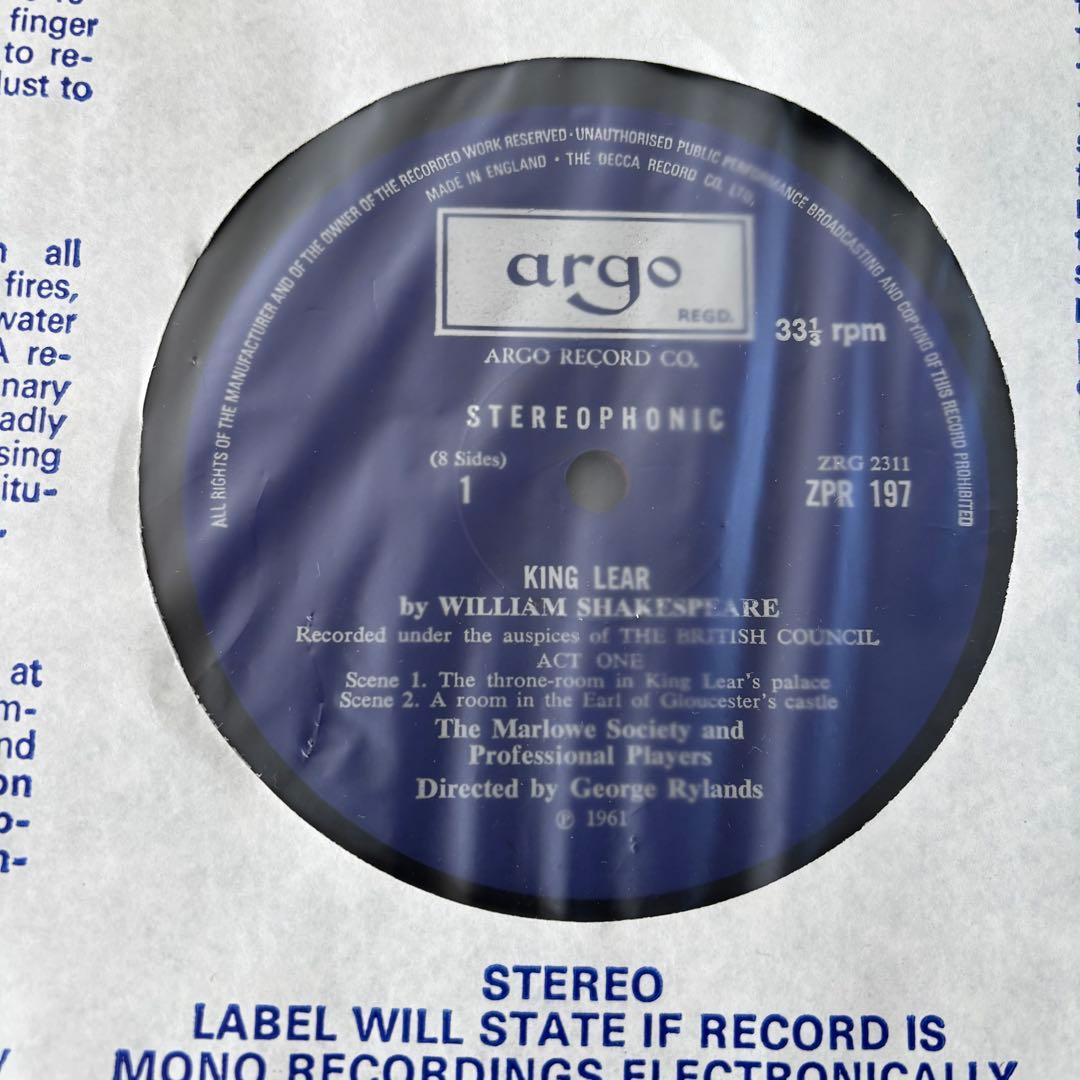 finger
to re-
dust to
all
fires,
water
A re-
nary
adly
sing
itu-
at
m-
nd
on
o-
n-
ALL RIGHTS OF THE MANUFACTURER AND OF THE OWNER OF THE RECORDED WORK RESERVED · UNAUTHORISED PUBLIC PERFORMANCE BROADCASTING AND COPYING OF THIS RECORD PROHIBITED
MADE IN ENGLAND • THE DECCA RECORD CO. LTD.
argo
REGD.
33⅓ rpm
ARGO RECORD CO.
STEREOPHONIC
(8 Sides)
1
ZRG 2311
ZPR 197
KING LEAR
by WILLIAM SHAKESPEARE
Recorded under the auspices of THE BRITISH COUNCIL
ACT ONE
Scene 1. The throne-room in King Lear's palace
Scene 2. A room in the Earl of Gloucester's castle
The Marlowe Society and
Professional Players
Directed by George Rylands
℗ 1961
STEREO
LABEL WILL STATE IF RECORD IS
MONO RECORDINGS ELECTRONICALLY